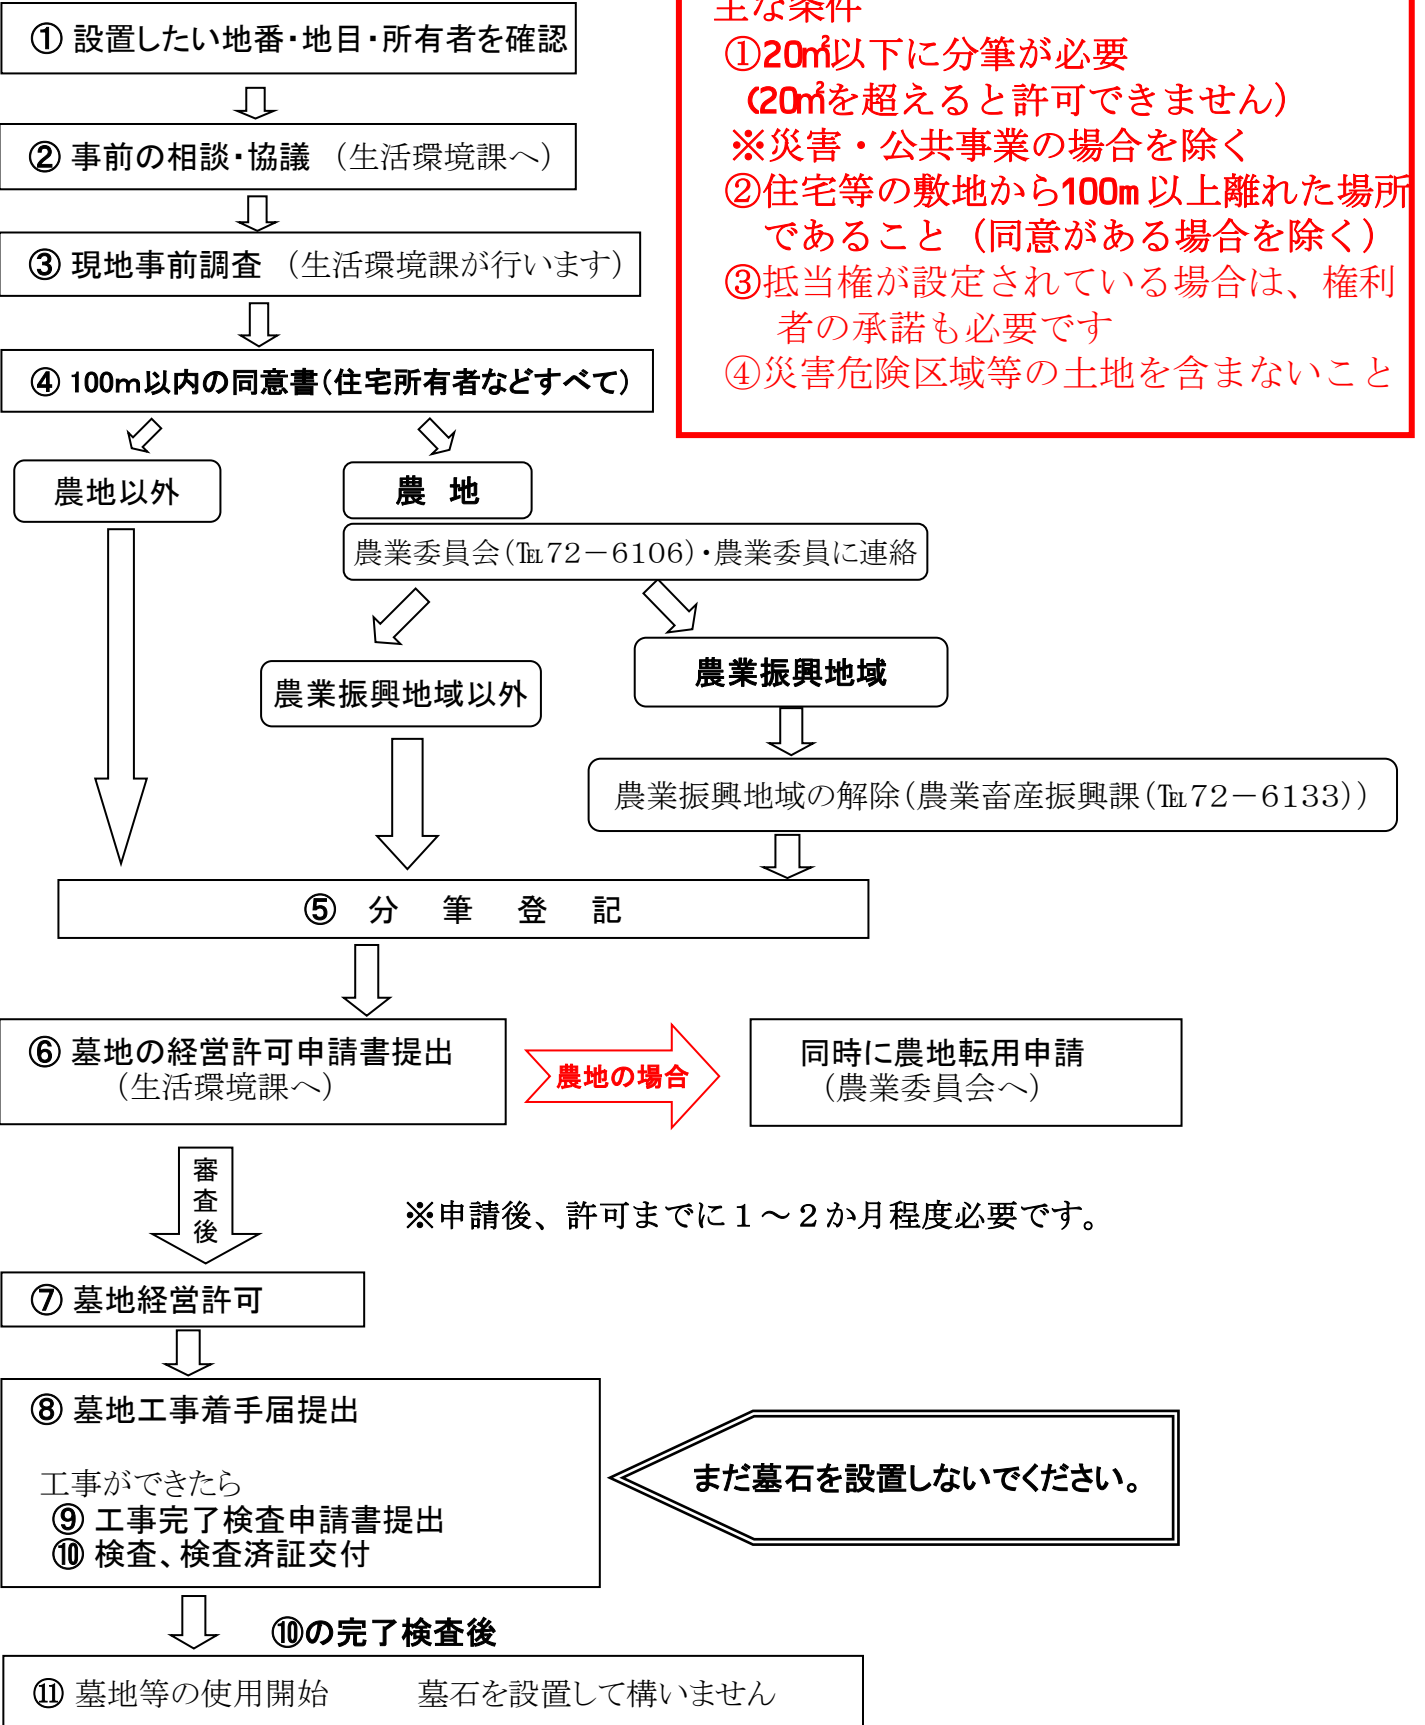 ① 設置したい地番・地目・所有者を確認
② 事前の相談・協議 （生活環境課へ）
③ 現地事前調査 （生活環境課が行います）
④ 100m以内の同意書（住宅所有者などすべて）
主な条件
①20㎡以下に分筆が必要
(20㎡を超えると許可できません）
※災害・公共事業の場合を除く
②住宅等の敷地から100m 以上離れた場所
であること（同意がある場合を除く）
③抵当権が設定されている場合は、権利
者の承諾も必要です
④災害危険区域等の土地を含まないこと
農地以外
農 地
農業委員会（℡72－6106）・農業委員に連絡
農業振興地域以外
農業振興地域
農業振興地域の解除（農業畜産振興課（℡72－6133））
⑤ 分 筆 登 記
⑥ 墓地の経営許可申請書提出
（生活環境課へ）
農地の場合
同時に農地転用申請
（農業委員会へ）
審査後
※申請後、許可までに１～２か月程度必要です。
⑦ 墓地経営許可
⑧ 墓地工事着手届提出
工事ができたら
⑨ 工事完了検査申請書提出
⑩ 検査、検査済証交付
まだ墓石を設置しないでください。
⑩の完了検査後
⑪ 墓地等の使用開始 墓石を設置して構いません